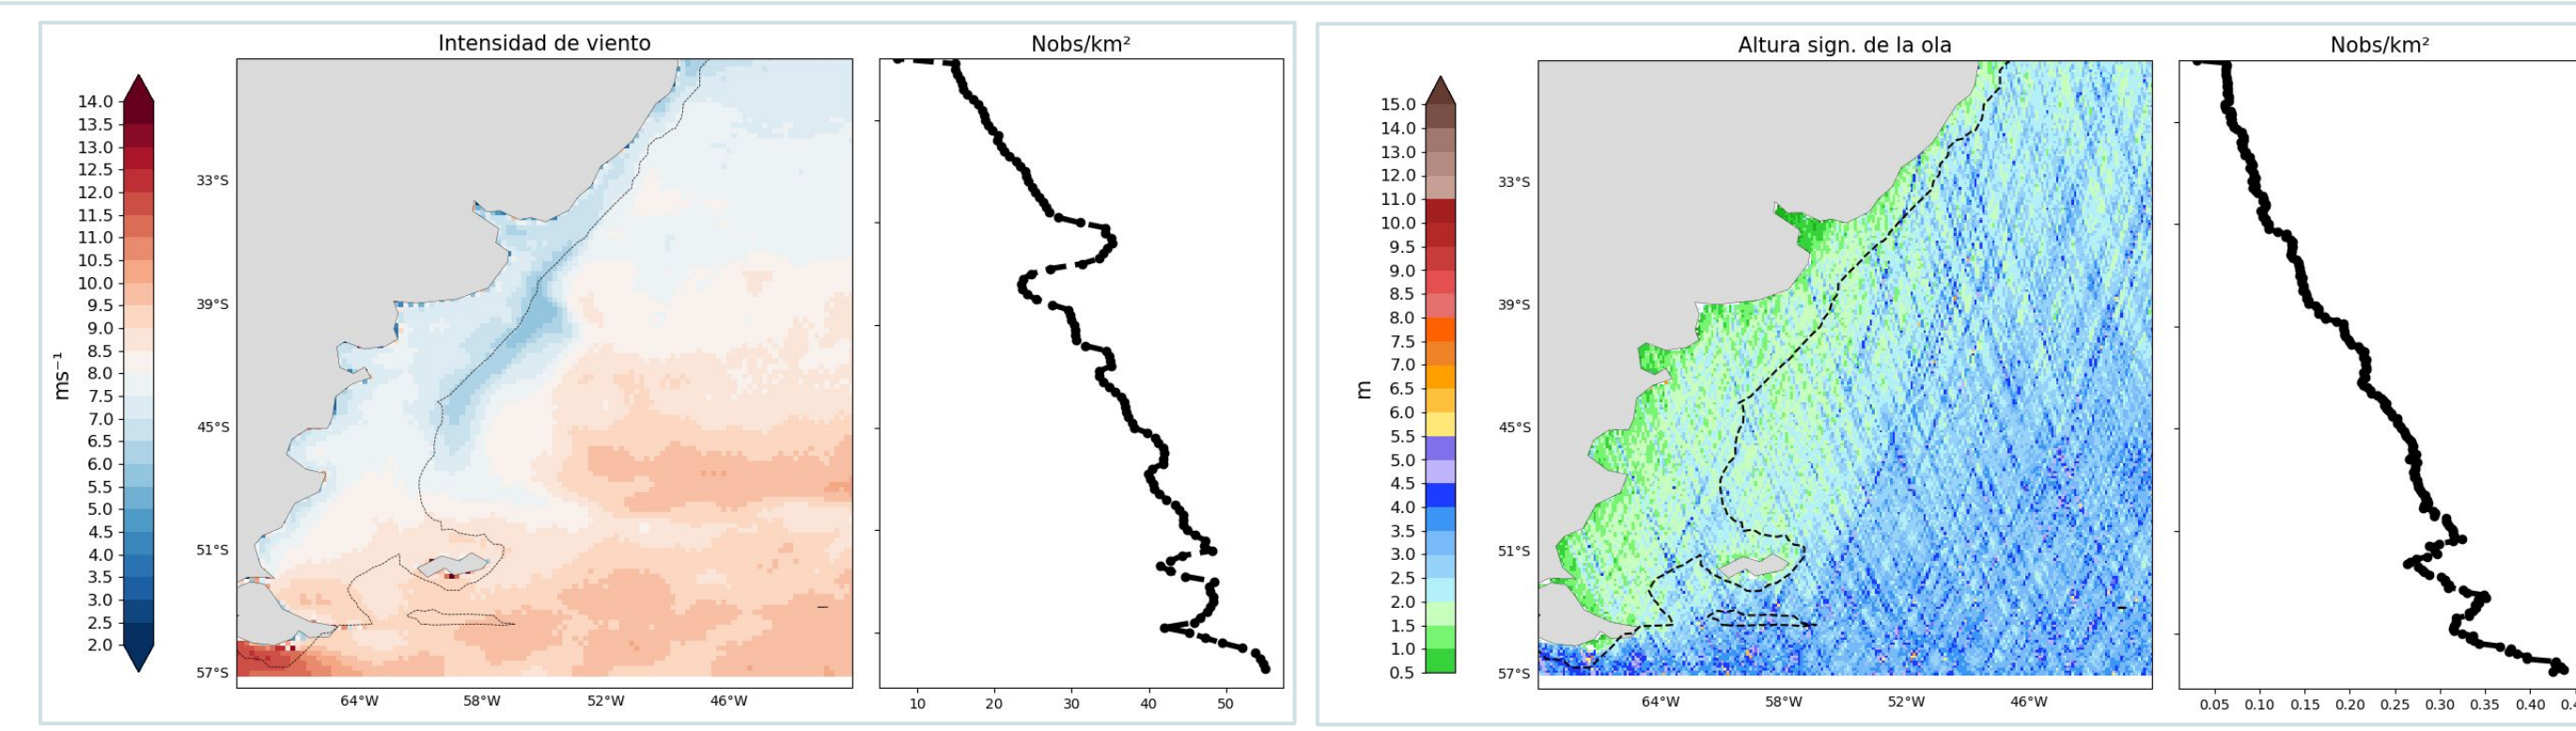 Intensidad de viento
Nobs/km²
14.0
13.5
13.0
12.5
12.0
11.5
11.0
10.5
10.0
9.5
9.0
8.5
8.0
7.5
7.0
6.5
6.0
5.5
5.0
4.5
4.0
3.5
3.0
2.5
2.0
ms⁻¹
33°S
39°S
45°S
51°S
57°S
64°W 58°W 52°W 46°W
10 20 30 40 50
Altura sign. de la ola
Nobs/km²
15.0
14.0
13.0
12.0
11.0
10.0
9.5
9.0
8.5
8.0
7.5
7.0
6.5
6.0
5.5
5.0
4.5
4.0
3.5
3.0
2.5
2.0
1.5
1.0
0.5
m
33°S
39°S
45°S
51°S
57°S
64°W 58°W 52°W 46°W
0.05 0.10 0.15 0.20 0.25 0.30 0.35 0.40